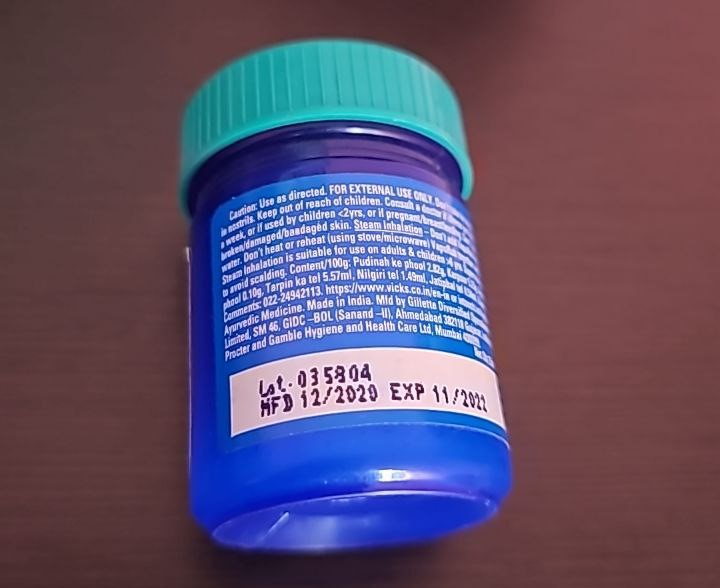 Caution: Use as directed. FOR EXTERNAL USE ONLY.
in nostrils. Keep out of reach of children. Consult a doctor
a week, or if used by children <2yrs, or if pregnant/
broken/damaged/bandaged skin. Steam Inhalation –
water. Don't heat or reheat (using stove/microwave)
Steam Inhalation is suitable for use on adults & children
to avoid scalding. Content/100g: Pudinah ke phool 2.82g,
phool 0.10g, Tarpin ka tel 5.57ml, Nilgiri tel 1.49ml,
Comments: 022-24942113, https://www.vicks.co.in/en-in
Ayurvedic Medicine. Made in India. Mfd by Gillette Diversified
Limited, SM 46, GIDC –BOL (Sanand –II), Ahmedabad 382110
Procter and Gamble Hygiene and Health Care Ltd, Mumbai
Lot. 035804
MFD 12/2020 EXP 11/2022